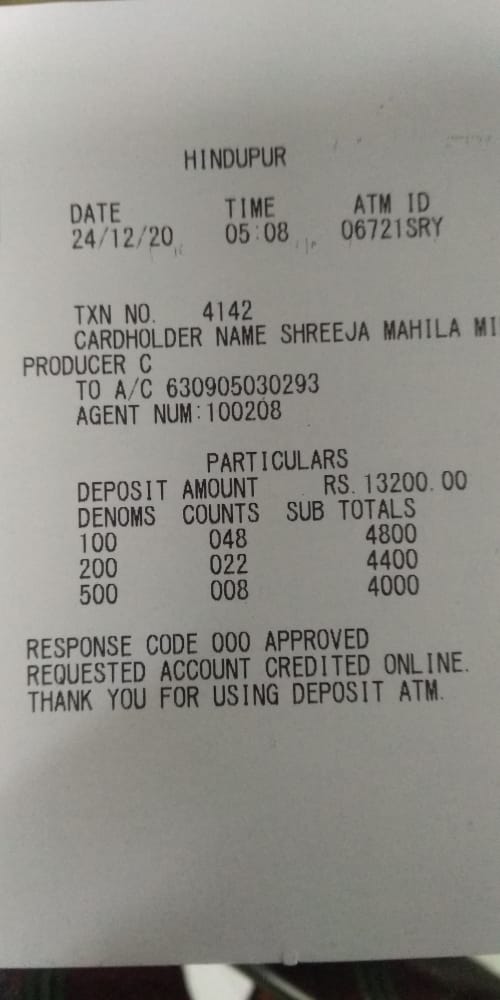 HINDUPUR
DATE TIME ATM ID
24/12/20 05:08 06721SRY
TXN NO. 4142
CARDHOLDER NAME SHREEJA MAHILA MI
PRODUCER C
TO A/C 630905030293
AGENT NUM:100208
PARTICULARS
DEPOSIT AMOUNT RS.13200.00
DENOMS COUNTS SUB TOTALS
100 048 4800
200 022 4400
500 008 4000
RESPONSE CODE 000 APPROVED
REQUESTED ACCOUNT CREDITED ONLINE.
THANK YOU FOR USING DEPOSIT ATM.